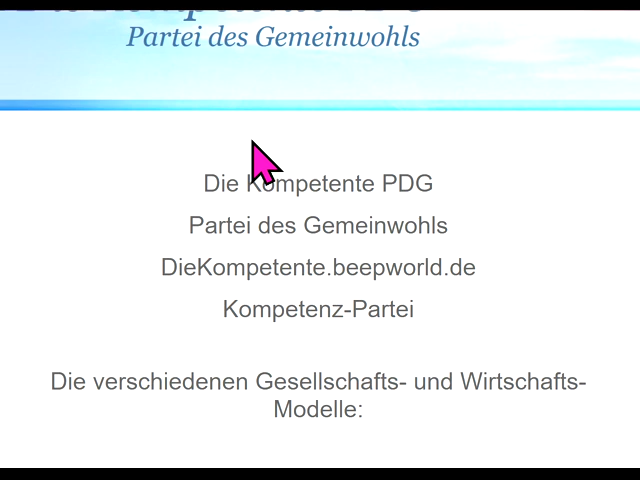 Partei des Gemeinwohls
Die Kompetente PDG
Partei des Gemeinwohls
DieKompetente.beepworld.de
Kompetenz-Partei
Die verschiedenen Gesellschafts- und Wirtschafts-
Modelle: